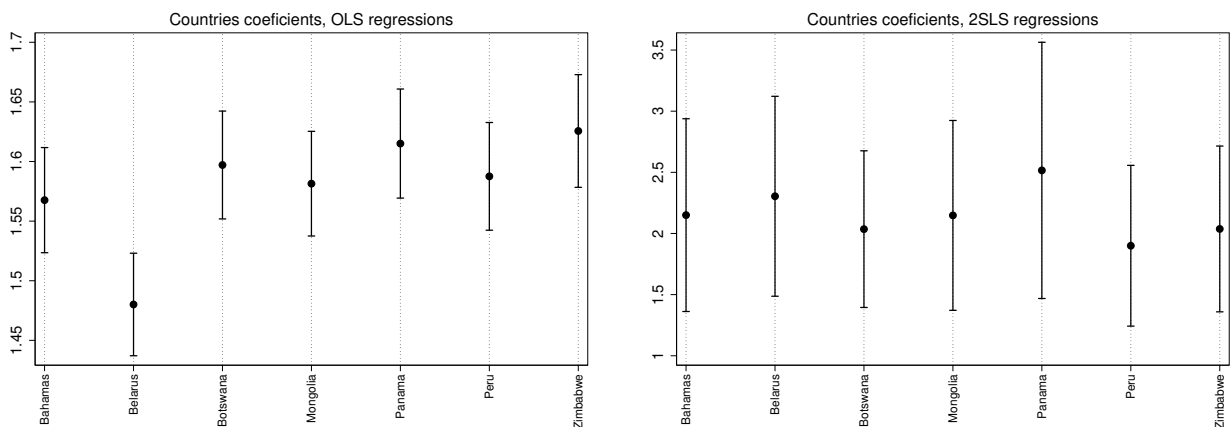 Countries coeficients, OLS regressions
1.7
1.65
1.6
1.55
1.5
1.45
Bahamas
Belarus
Botswana
Mongolia
Panama
Peru
Zimbabwe
Countries coeficients, 2SLS regressions
3.5
3
2.5
2
1.5
1
Bahamas
Belarus
Botswana
Mongolia
Panama
Peru
Zimbabwe